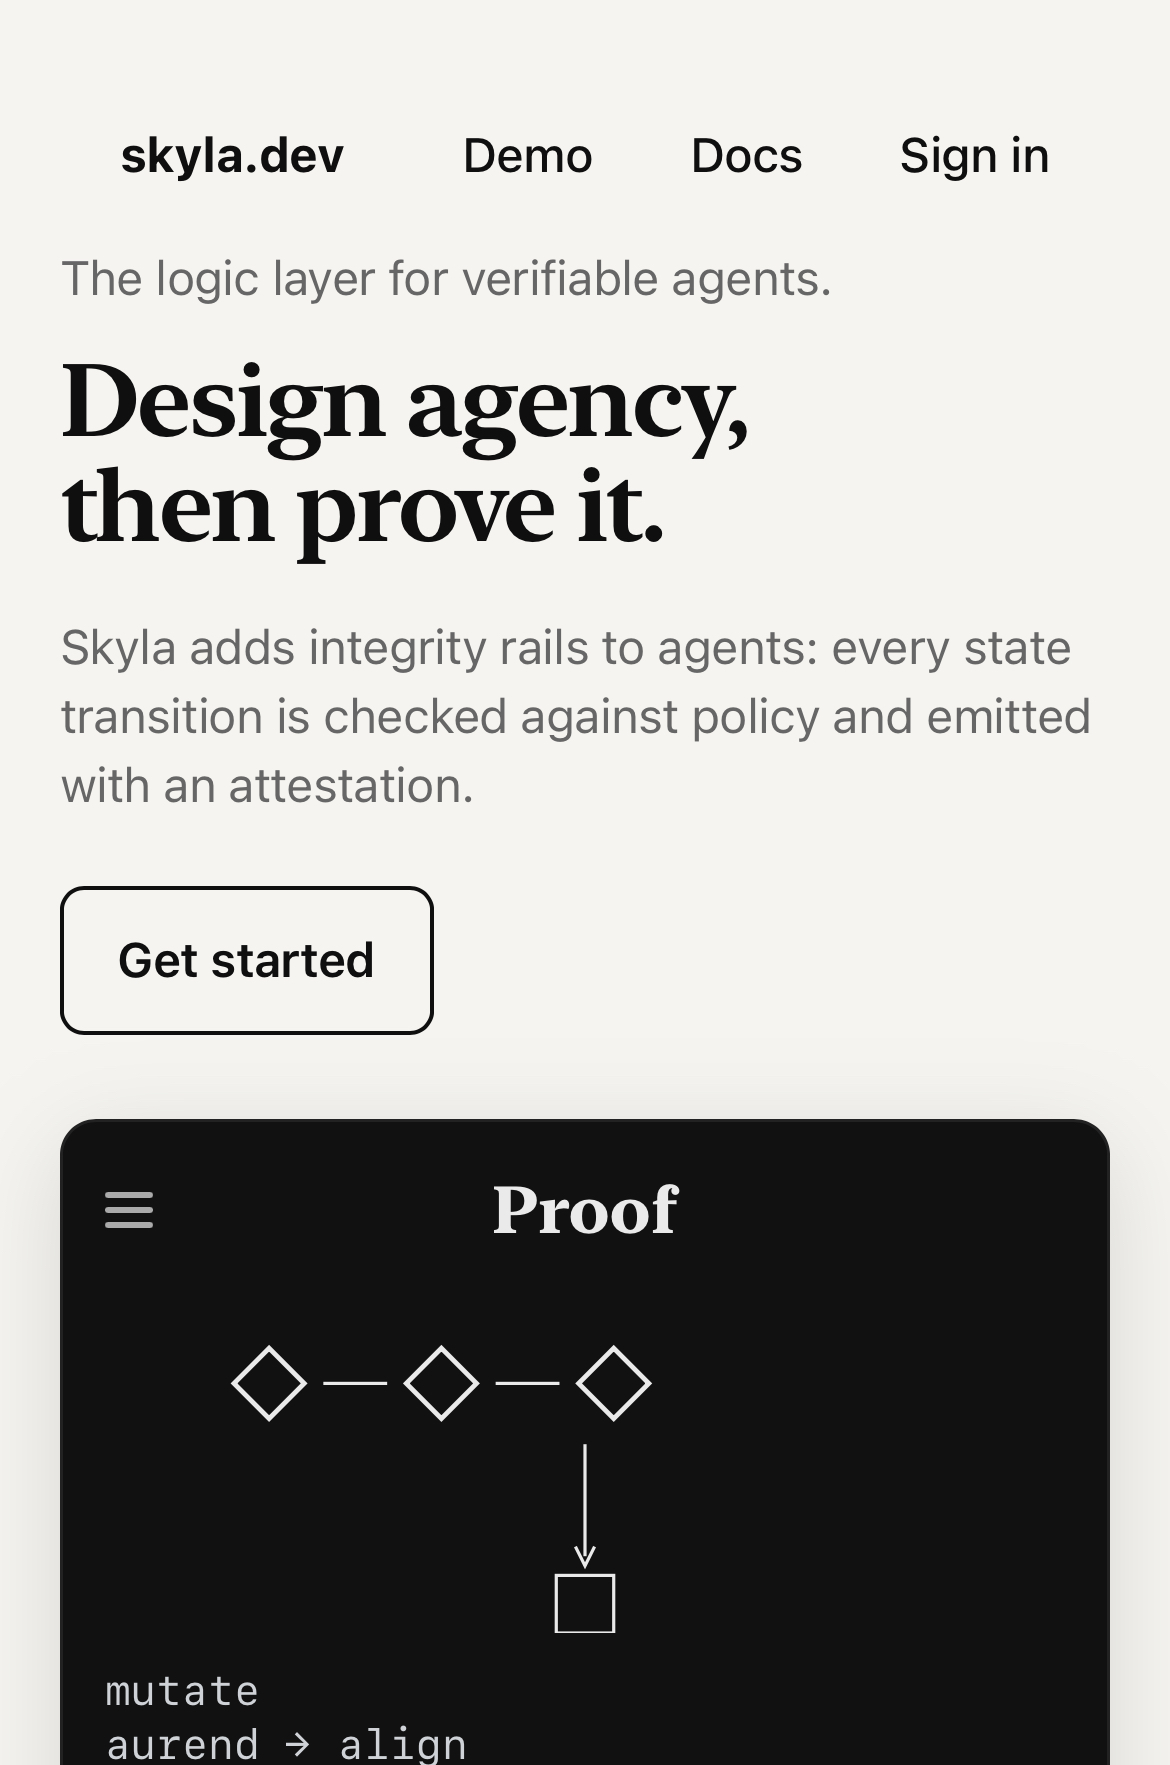 skyla.dev Demo Docs Sign in
The logic layer for verifiable agents.
Design agency,
then prove it.
Skyla adds integrity rails to agents: every state
transition is checked against policy and emitted
with an attestation.
Get started
Proof
mutate
aurend → align